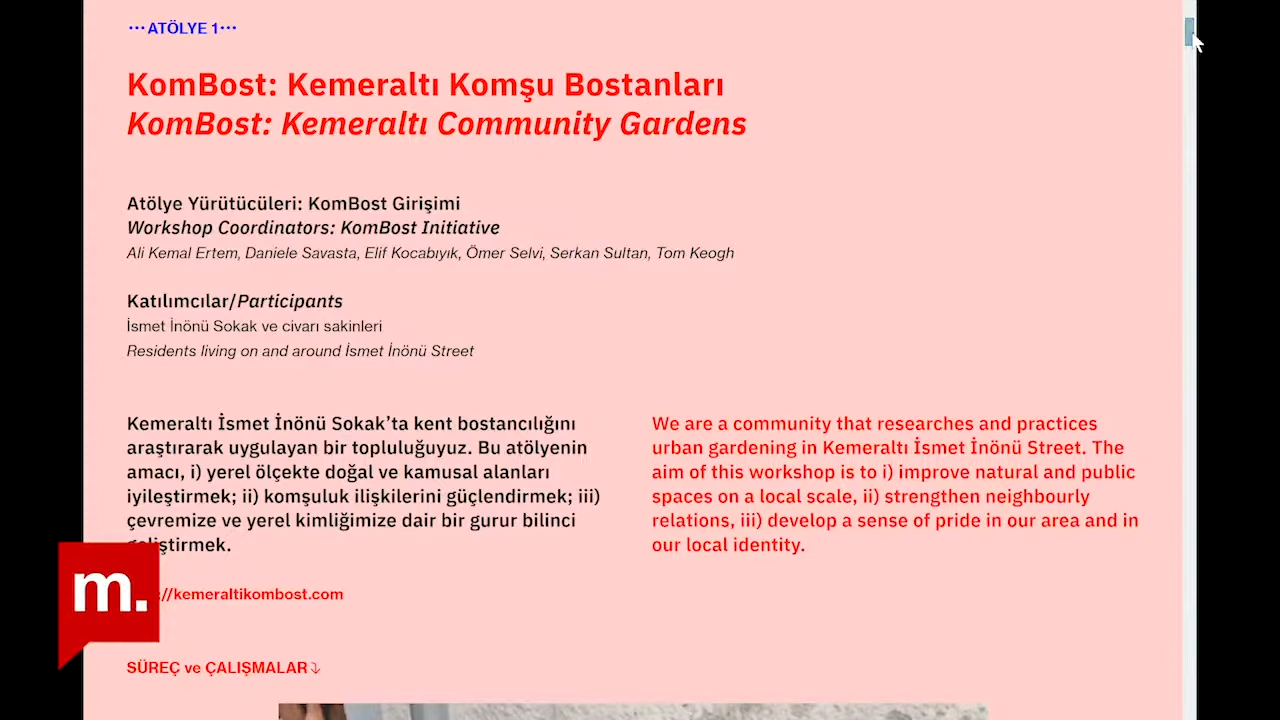 ···ATÖLYE 1···
KomBost: Kemeraltı Komşu Bostanları
KomBost: Kemeraltı Community Gardens
Atölye Yürütücüleri: KomBost Girişimi
Workshop Coordinators: KomBost Initiative
Ali Kemal Ertem, Daniele Savasta, Elif Kocabıyık, Ömer Selvi, Serkan Sultan, Tom Keogh
Katılımcılar/Participants
İsmet İnönü Sokak ve civarı sakinleri
Residents living on and around İsmet İnönü Street
Kemeraltı İsmet İnönü Sokak’ta kent bostancılığını
araştırarak uygulayan bir topluluğuyuz. Bu atölyenin
amacı, i) yerel ölçekte doğal ve kamusal alanları
iyileştirmek; ii) komşuluk ilişkilerini güçlendirmek; iii)
çevremize ve yerel kimliğimize dair bir gurur bilinci
geliştirmek.
We are a community that researches and practices
urban gardening in Kemeraltı İsmet İnönü Street. The
aim of this workshop is to i) improve natural and public
spaces on a local scale, ii) strengthen neighbourly
relations, iii) develop a sense of pride in our area and in
our local identity.
://kemeraltikombost.com
m.
SÜREÇ ve ÇALIŞMALAR⤵